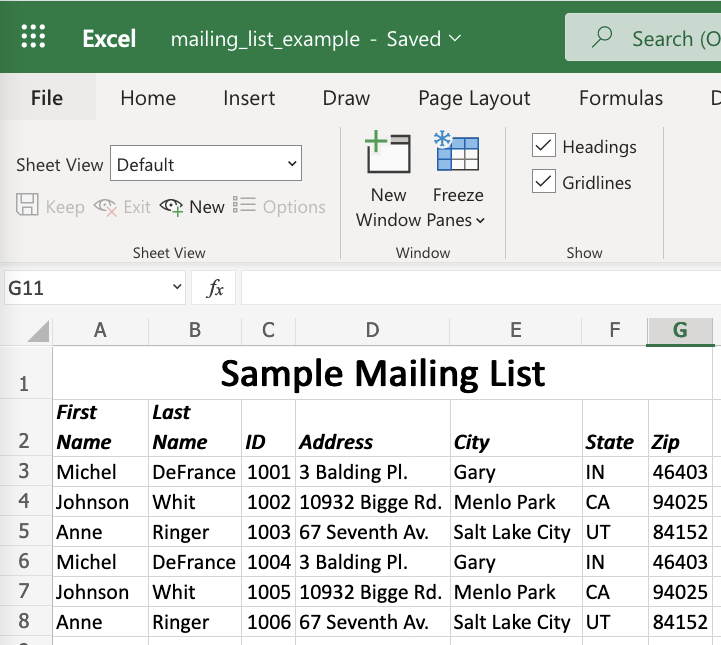 Excel mailing_list_example - Saved Search (O
File Home Insert Draw Page Layout Formulas D
Sheet View Default
Keep Exit New Options
Sheet View
New Window
Freeze Panes
Window
Headings
Gridlines
Show
G11 fx
A B C D E F G
1 Sample Mailing List
2 First Name Last Name ID Address City State Zip
3 Michel DeFrance 1001 3 Balding Pl. Gary IN 46403
4 Johnson Whit 1002 10932 Bigge Rd. Menlo Park CA 94025
5 Anne Ringer 1003 67 Seventh Av. Salt Lake City UT 84152
6 Michel DeFrance 1004 3 Balding Pl. Gary IN 46403
7 Johnson Whit 1005 10932 Bigge Rd. Menlo Park CA 94025
8 Anne Ringer 1006 67 Seventh Av. Salt Lake City UT 84152